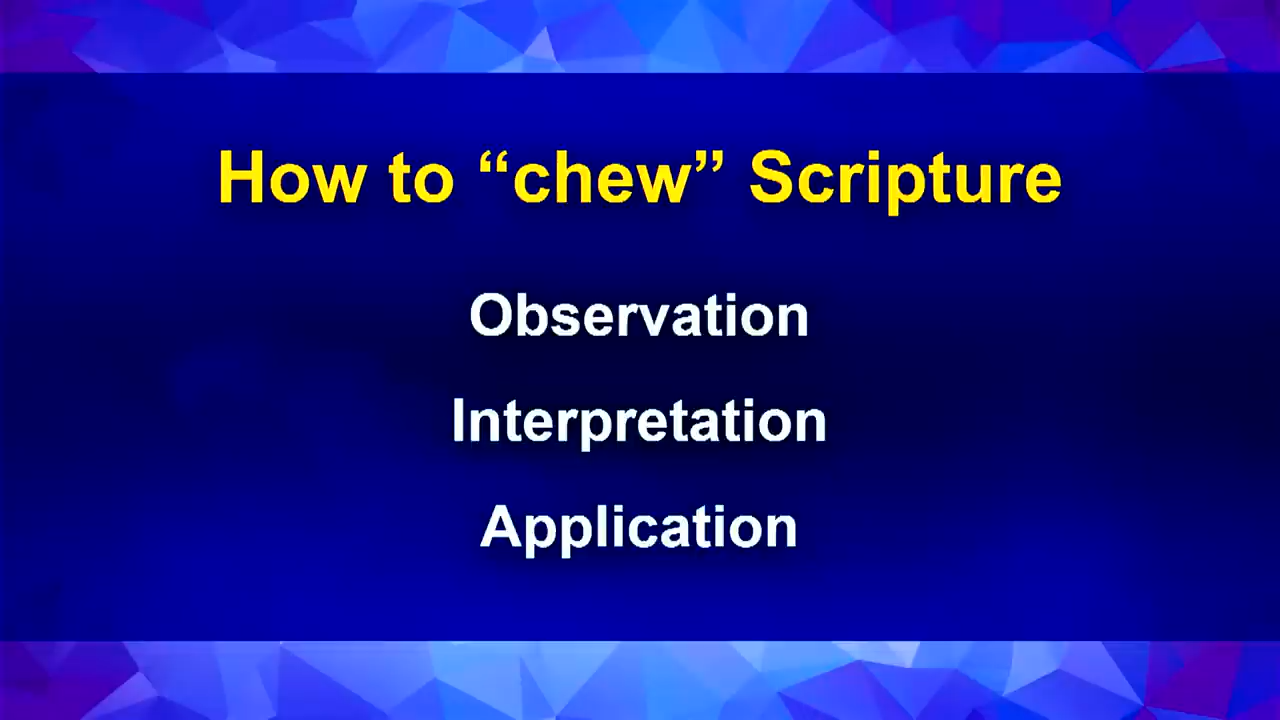 How to “chew” Scripture
Observation
Interpretation
Application